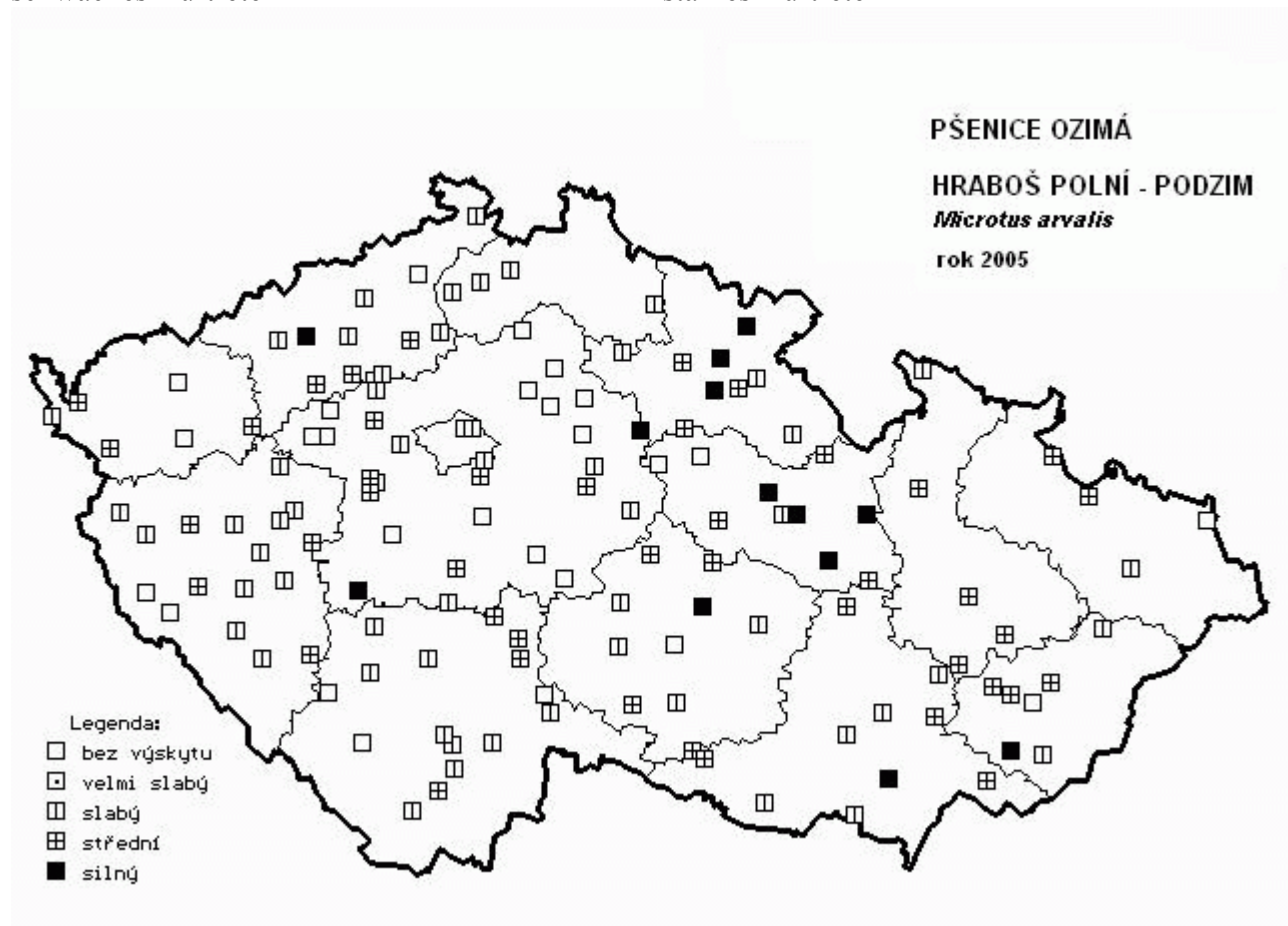 PŠENICE OZIMÁ
HRABOŠ POLNÍ - PODZIM
Microtus arvalis
rok 2005
Legenda:
bez výskytu
velmi slabý
slabý
střední
silný